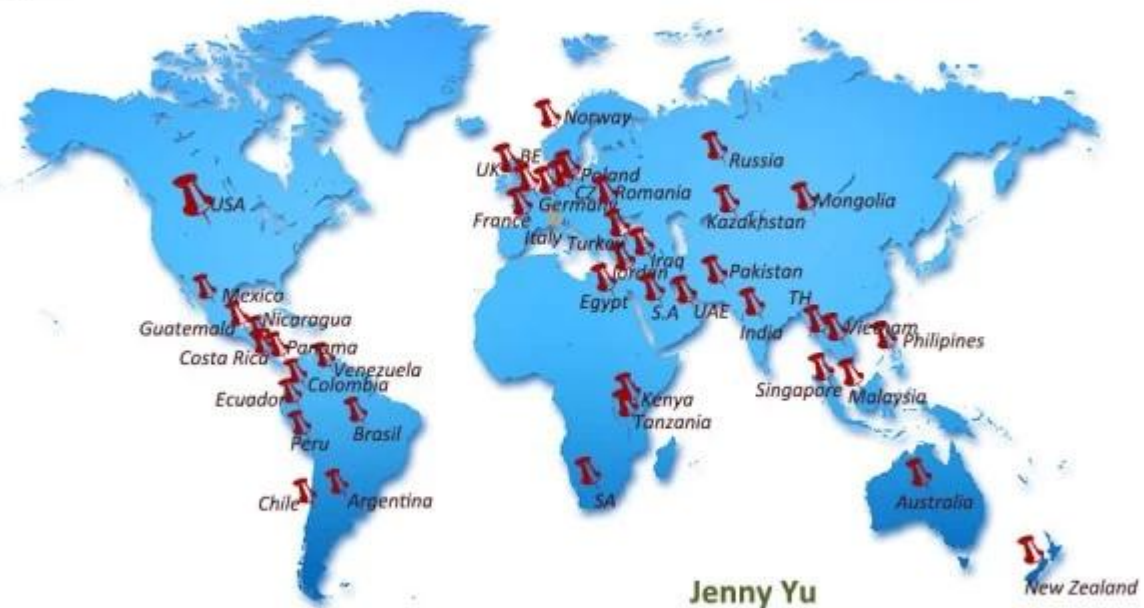 Norway
UK
BE
Poland
CZ
Romania
Russia
USA
Germany
France
Kazakhstan
Mongolia
Italy
Turkey
Iraq
Jordan
Pakistan
Egypt
S.A
UAE
India
TH
Vietnam
Philipines
Mexico
Guatemala
Nicaragua
Costa Rica
Panama
Venezuela
Colombia
Ecuador
Singapore
Malaysia
Kenya
Tanzania
Brasil
Peru
Chile
Argentina
SA
Australia
New Zealand
Jenny Yu